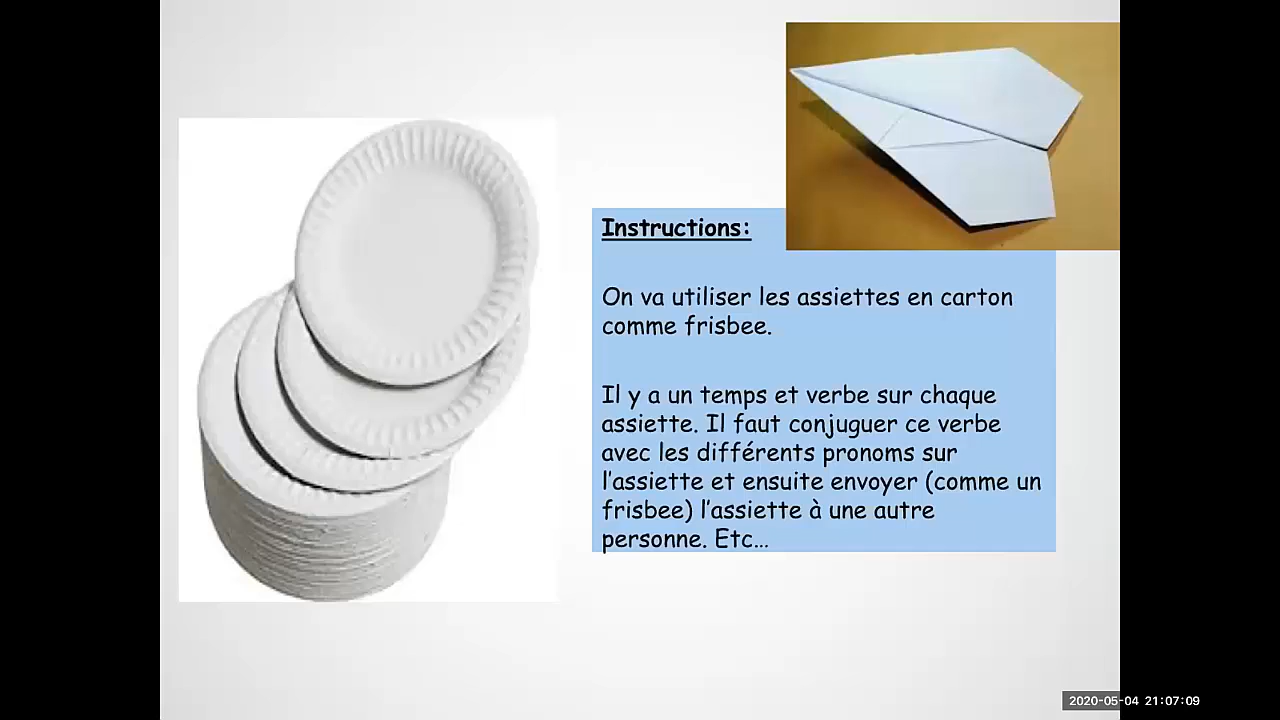 Instructions:
On va utiliser les assiettes en carton
comme frisbee.
Il y a un temps et verbe sur chaque
assiette. Il faut conjuguer ce verbe
avec les différents pronoms sur
l'assiette et ensuite envoyer (comme un
frisbee) l'assiette à une autre
personne. Etc…
2020-05-04 21:07:09